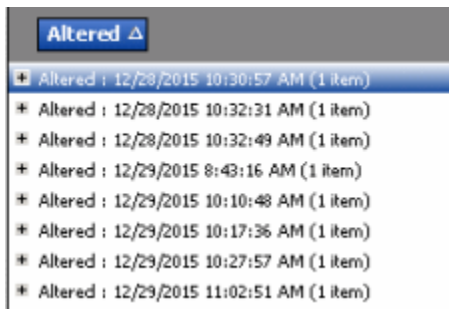 Altered
Altered : 12/28/2015 10:30:57 AM (1 item)
Altered : 12/28/2015 10:32:31 AM (1 item)
Altered : 12/28/2015 10:32:49 AM (1 item)
Altered : 12/29/2015 8:43:16 AM (1 item)
Altered : 12/29/2015 10:10:48 AM (1 item)
Altered : 12/29/2015 10:17:36 AM (1 item)
Altered : 12/29/2015 10:27:57 AM (1 item)
Altered : 12/29/2015 11:02:51 AM (1 item)